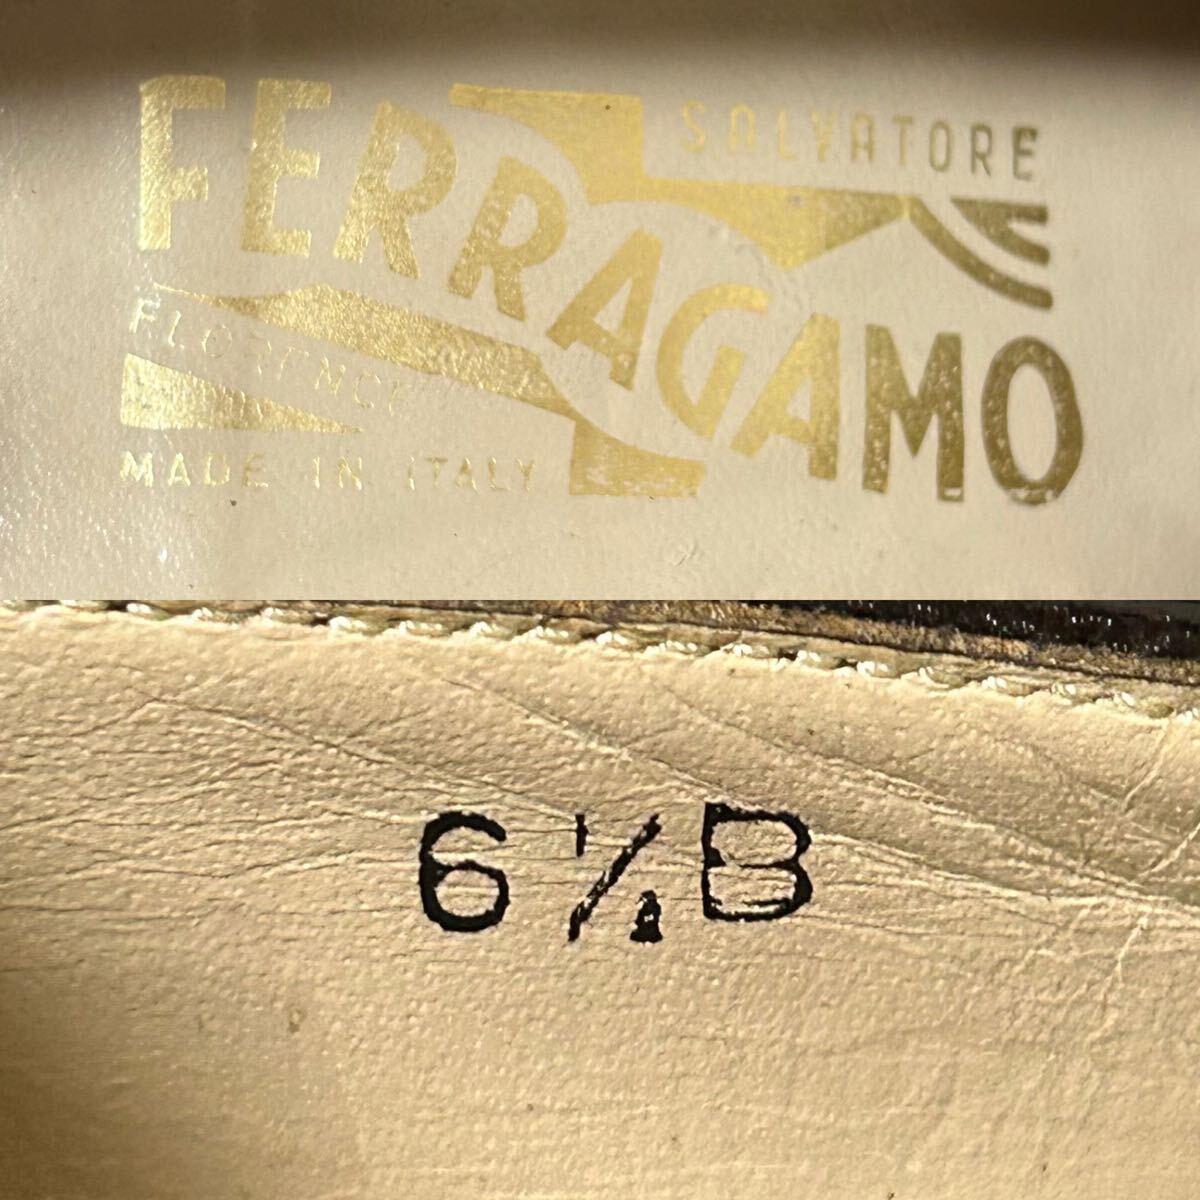 SALVATORE
FERRAGAMO
FLORENCE
MADE IN ITALY
6½B